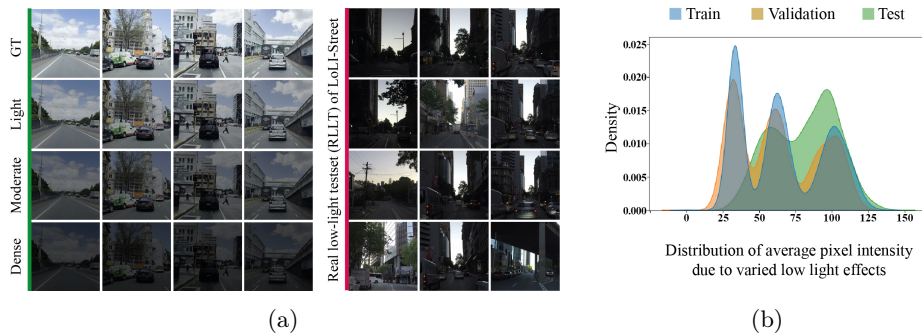 GT
Light
Moderate
Dense
Real low-light testset (RLLT) of LoLI-Street
(a)
Train Validation Test
Density
0.025
0.020
0.015
0.010
0.005
0.000
0 25 50 75 100 125 150
Distribution of average pixel intensity
due to varied low light effects
(b)